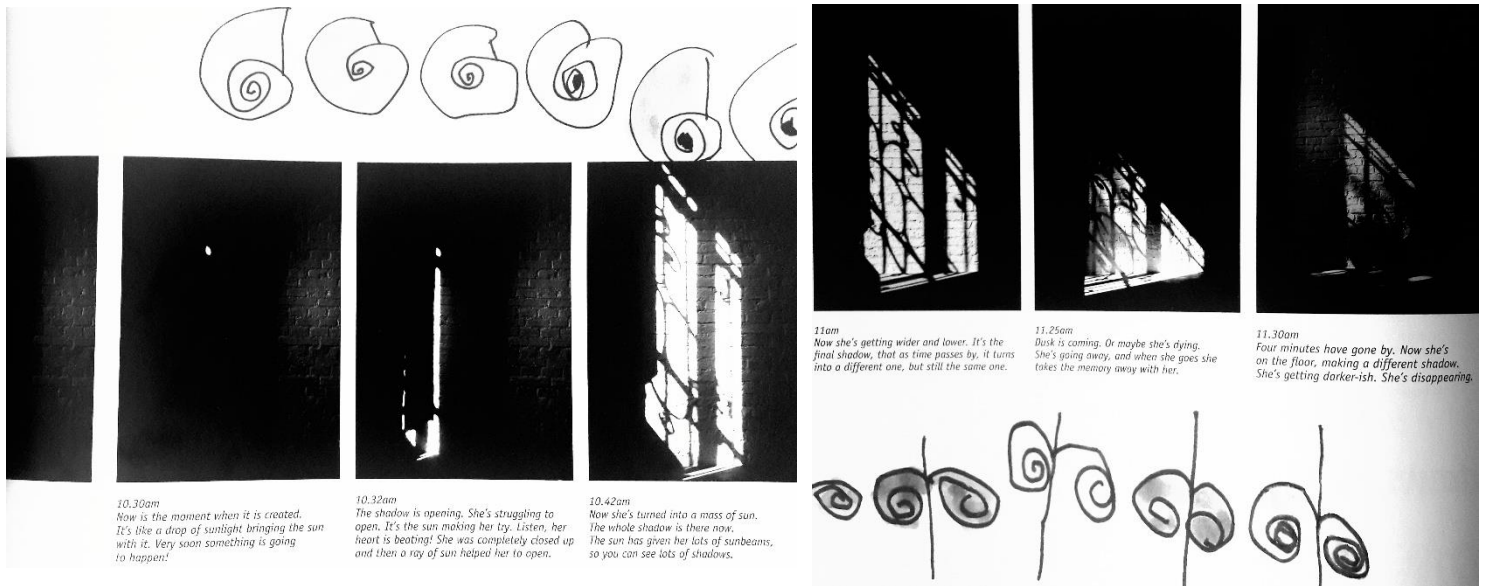 10.30am
Now is the moment when it is created.
It's like a drop of sunlight bringing the sun
with it. Very soon something is going
to happen!
10.32am
The shadow is opening. She's struggling to
open. It's the sun making her try. Listen, her
heart is beating! She was completely closed up
and then a ray of sun helped her to open.
10.42am
Now she's turned into a mass of sun.
The whole shadow is there now.
The sun has given her lots of sunbeams,
so you can see lots of shadows.
11am
Now she's getting wider and lower. It's the
final shadow, that as time passes by, it turns
into a different one, but still the same one.
11.25am
Dusk is coming. Or maybe she's dying.
She's going away, and when she goes she
takes the memory away with her.
11.30am
Four minutes have gone by. Now she's
on the floor, making a different shadow.
She's getting darker-ish. She's disappearing.